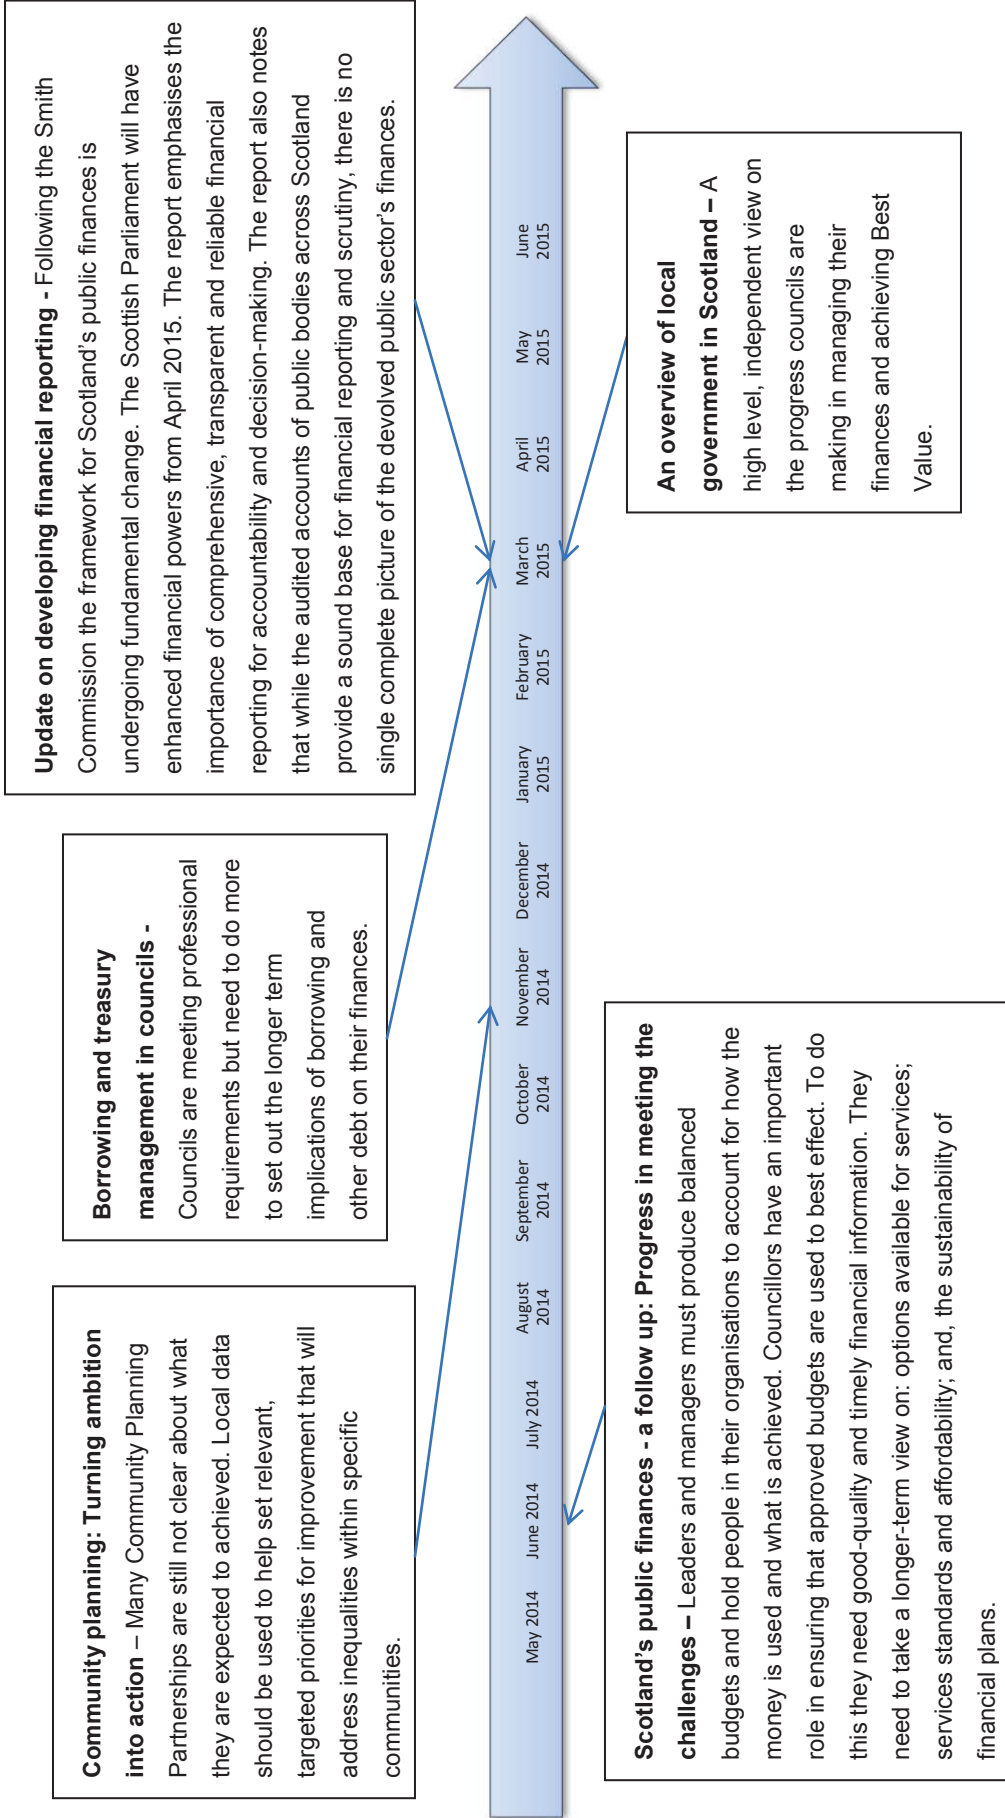 Community planning: Turning ambition
into action – Many Community Planning
Partnerships are still not clear about what
they are expected to achieved. Local data
should be used to help set relevant,
targeted priorities for improvement that will
address inequalities within specific
communities.
Borrowing and treasury
management in councils -
Councils are meeting professional
requirements but need to do more
to set out the longer term
implications of borrowing and
other debt on their finances.
Update on developing financial reporting - Following the Smith
Commission the framework for Scotland's public finances is
undergoing fundamental change. The Scottish Parliament will have
enhanced financial powers from April 2015. The report emphasises the
importance of comprehensive, transparent and reliable financial
reporting for accountability and decision-making. The report also notes
that while the audited accounts of public bodies across Scotland
provide a sound base for financial reporting and scrutiny, there is no
single complete picture of the devolved public sector's finances.
May 2014
June 2014
July 2014
August
2014
September
2014
October
2014
November
2014
December
2014
January
2015
February
2015
March
2015
April
2015
May
2015
June
2015
Scotland's public finances - a follow up: Progress in meeting the
challenges – Leaders and managers must produce balanced
budgets and hold people in their organisations to account for how the
money is used and what is achieved. Councillors have an important
role in ensuring that approved budgets are used to best effect. To do
this they need good-quality and timely financial information. They
need to take a longer-term view on: options available for services;
services standards and affordability; and, the sustainability of
financial plans.
An overview of local
government in Scotland – A
high level, independent view on
the progress councils are
making in managing their
finances and achieving Best
Value.